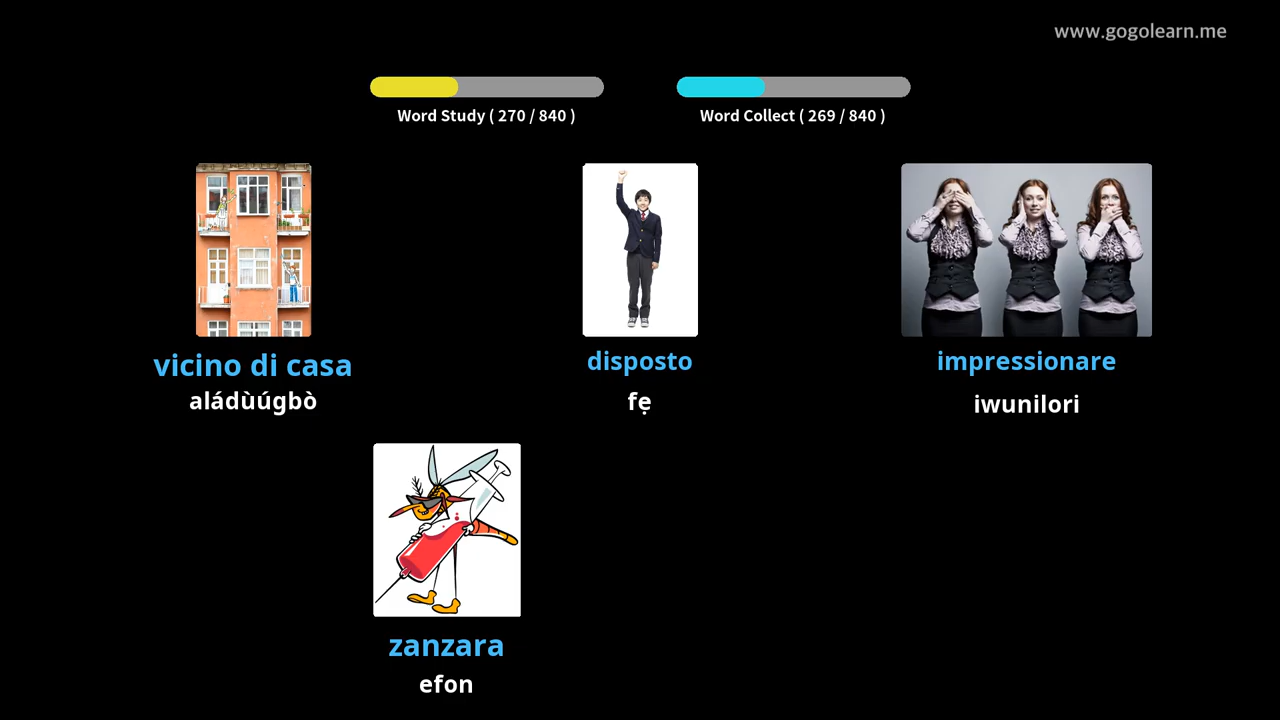 www.gogolearn.me
Word Study ( 270 / 840 )
Word Collect ( 269 / 840 )
vicino di casa
aládùúgbò
disposto
fẹ
impressionare
iwunilori
zanzara
efon